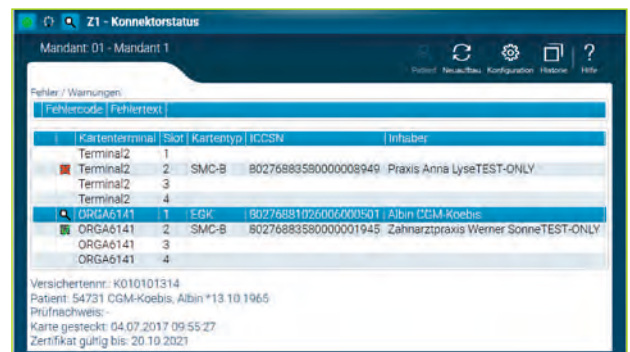 Z1 - Konnektorstatus
Mandant: 01 - Mandant 1
Patient Neuaufbau Konfiguration Historie Hilfe
Fehler / Warnungen:
Fehlercode Fehlertext
Kartenterminal Slot Kartentyp ICCSN Inhaber
Terminal2 1
Terminal2 2 SMC-B 80276883580000008949 Praxis Anna LyseTEST-ONLY
Terminal2 3
Terminal2 4
ORGA6141 1 EGK 80276881026006000501 Albin CGM-Koebis
ORGA6141 2 SMC-B 80276883580000001945 Zahnarztpraxis Werner SonneTEST-ONLY
ORGA6141 3
ORGA6141 4
Versichertennr.: K010101314
Patient: 54731 CGM-Koebis, Albin *13.10.1965
Prüfnachweis: -
Karte gesteckt: 04.07.2017 09:55:27
Zertifikat gültig bis: 20.10.2021